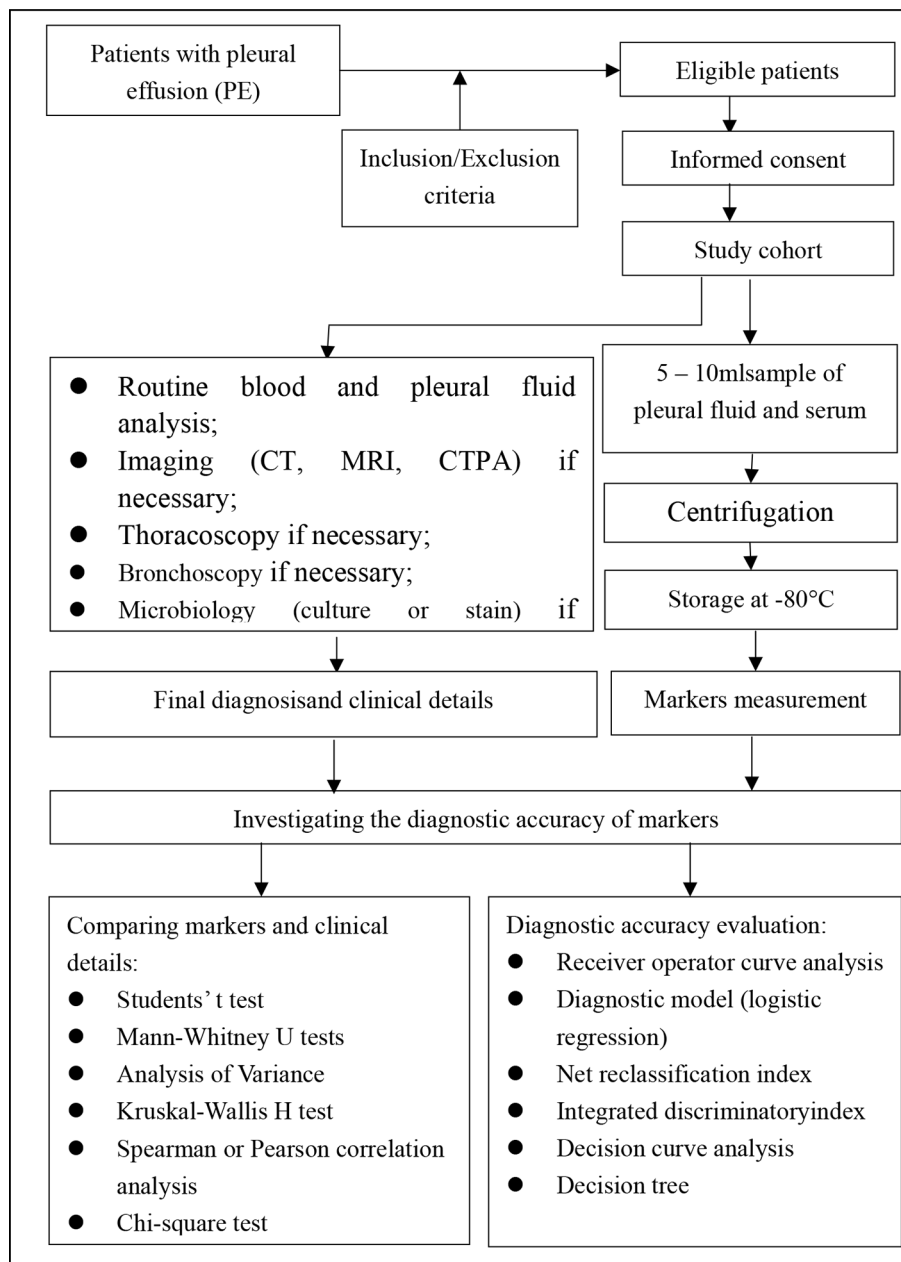 Patients with pleural
effusion (PE)
Eligible patients
Inclusion/Exclusion
criteria
Informed consent
Study cohort
● Routine blood and pleural fluid
analysis;
● Imaging (CT, MRI, CTPA) if
necessary;
● Thoracoscopy if necessary;
● Bronchoscopy if necessary;
● Microbiology (culture or stain) if
5 – 10mlsample of
pleural fluid and serum
Centrifugation
Storage at -80°C
Final diagnosisand clinical details
Markers measurement
Investigating the diagnostic accuracy of markers
Comparing markers and clinical
details:
● Students’ t test
● Mann-Whitney U tests
● Analysis of Variance
● Kruskal-Wallis H test
● Spearman or Pearson correlation
analysis
● Chi-square test
Diagnostic accuracy evaluation:
● Receiver operator curve analysis
● Diagnostic model (logistic
regression)
● Net reclassification index
● Integrated discriminatoryindex
● Decision curve analysis
● Decision tree